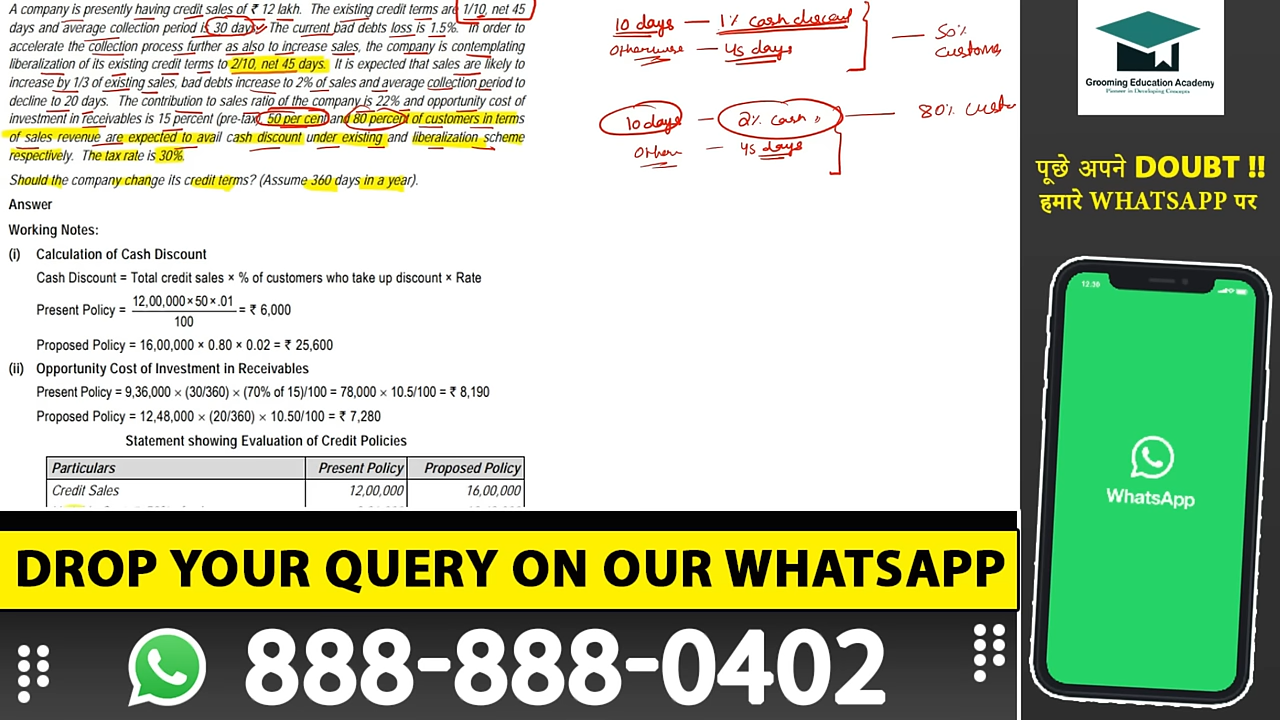 A company is presently having credit sales of ₹ 12 lakh. The existing credit terms are 1/10, net 45
days and average collection period is 30 days. The current bad debts loss is 1.5%. In order to
accelerate the collection process further as also to increase sales, the company is contemplating
liberalization of its existing credit terms to 2/10, net 45 days. It is expected that sales are likely to
increase by 1/3 of existing sales, bad debts increase to 2% of sales and average collection period to
decline to 20 days. The contribution to sales ratio of the company is 22% and opportunity cost of
investment in receivables is 15 percent (pre-tax) 50 per cent and 80 percent of customers in terms
of sales revenue are expected to avail cash discount under existing and liberalization scheme
respectively. The tax rate is 30%.
Should the company change its credit terms? (Assume 360 days in a year).
Answer
Working Notes:
(i) Calculation of Cash Discount
Cash Discount = Total credit sales × % of customers who take up discount × Rate
Present Policy = 12,00,000 × 50 × .01 / 100 = ₹ 6,000
Proposed Policy = 16,00,000 × 0.80 × 0.02 = ₹ 25,600
(ii) Opportunity Cost of Investment in Receivables
Present Policy = 9,36,000 × (30/360) × (70% of 15)/100 = 78,000 × 10.5/100 = ₹ 8,190
Proposed Policy = 12,48,000 × (20/360) × 10.50/100 = ₹ 7,280
Statement showing Evaluation of Credit Policies
Particulars Present Policy Proposed Policy
Credit Sales 12,00,000 16,00,000
10 days — 1% cash discount
Otherwise — 45 days
— 50%
customer
10 days — 2% cash "
— 80% custo
Other — 45 days
Grooming Education Academy
Planner in Developing Concepts
पूछे अपने DOUBT !!
हमारे WHATSAPP पर
12.30
WhatsApp
DROP YOUR QUERY ON OUR WHATSAPP
888-888-0402